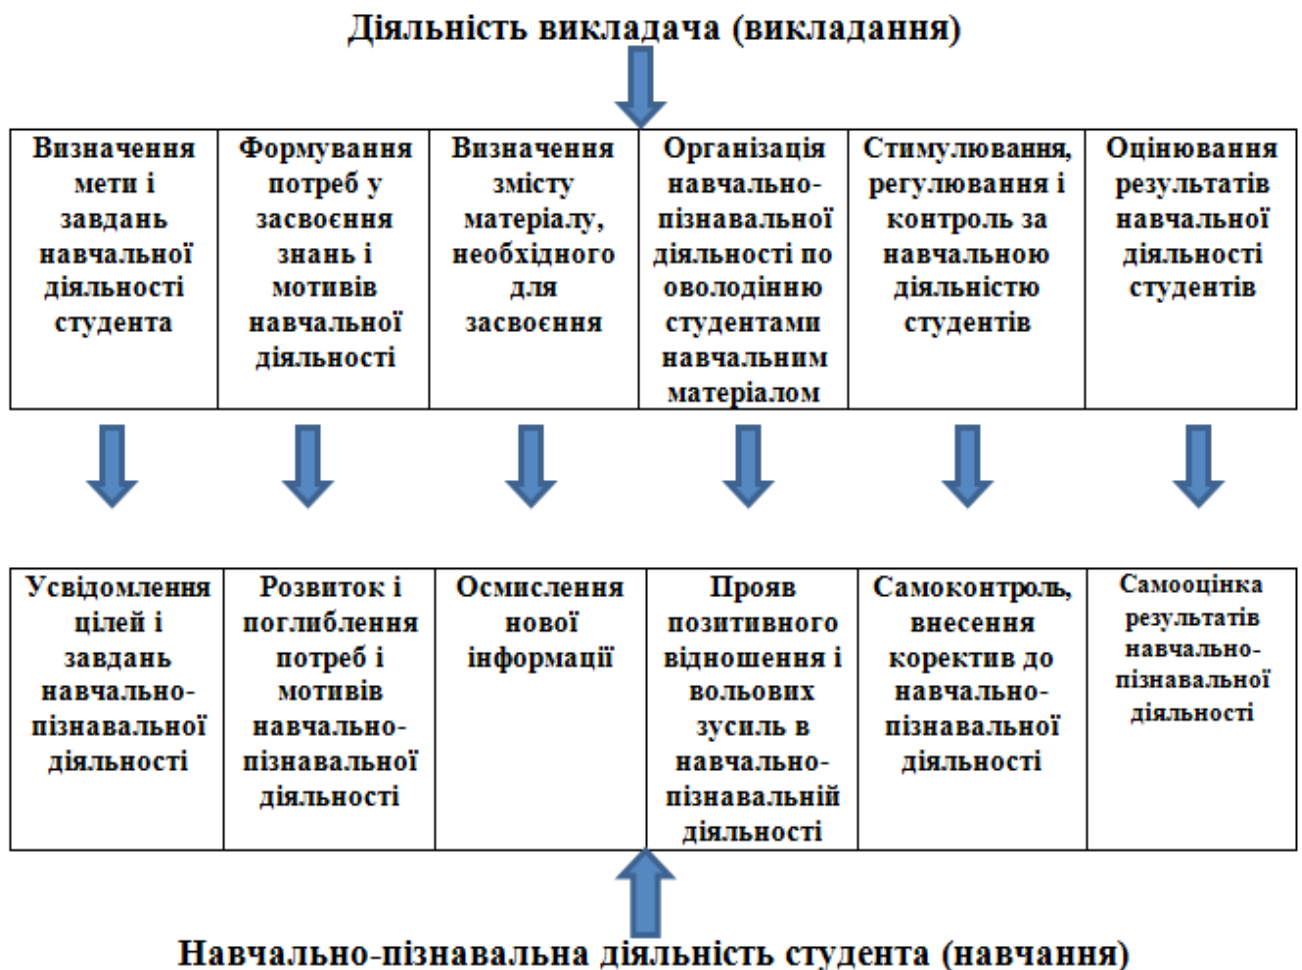 Діяльність викладача (викладання)
Визначення
мети і
завдань
навчальної
діяльності
студента
Формування
потреб у
засвоєння
знань і
мотивів
навчальної
діяльності
Визначення
змісту
матеріалу,
необхідного
для
засвоєння
Організація
навчально-
пізнавальної
діяльності по
оволодінню
студентами
навчальним
матеріалом
Стимулювання,
регулювання і
контроль за
навчальною
діяльністю
студентів
Оцінювання
результатів
навчальної
діяльності
студентів
Усвідомлення
цілей і
завдань
навчально-
пізнавальної
діяльності
Розвиток і
поглиблення
потреб і
мотивів
навчально-
пізнавальної
діяльності
Осмислення
нової
інформації
Прояв
позитивного
відношення і
вольових
зусиль в
навчально-
пізнавальній
діяльності
Самоконтроль,
внесення
коректив до
навчально-
пізнавальної
діяльності
Самооцінка
результатів
навчально-
пізнавальної
діяльності
Навчально-пізнавальна діяльність студента (навчання)